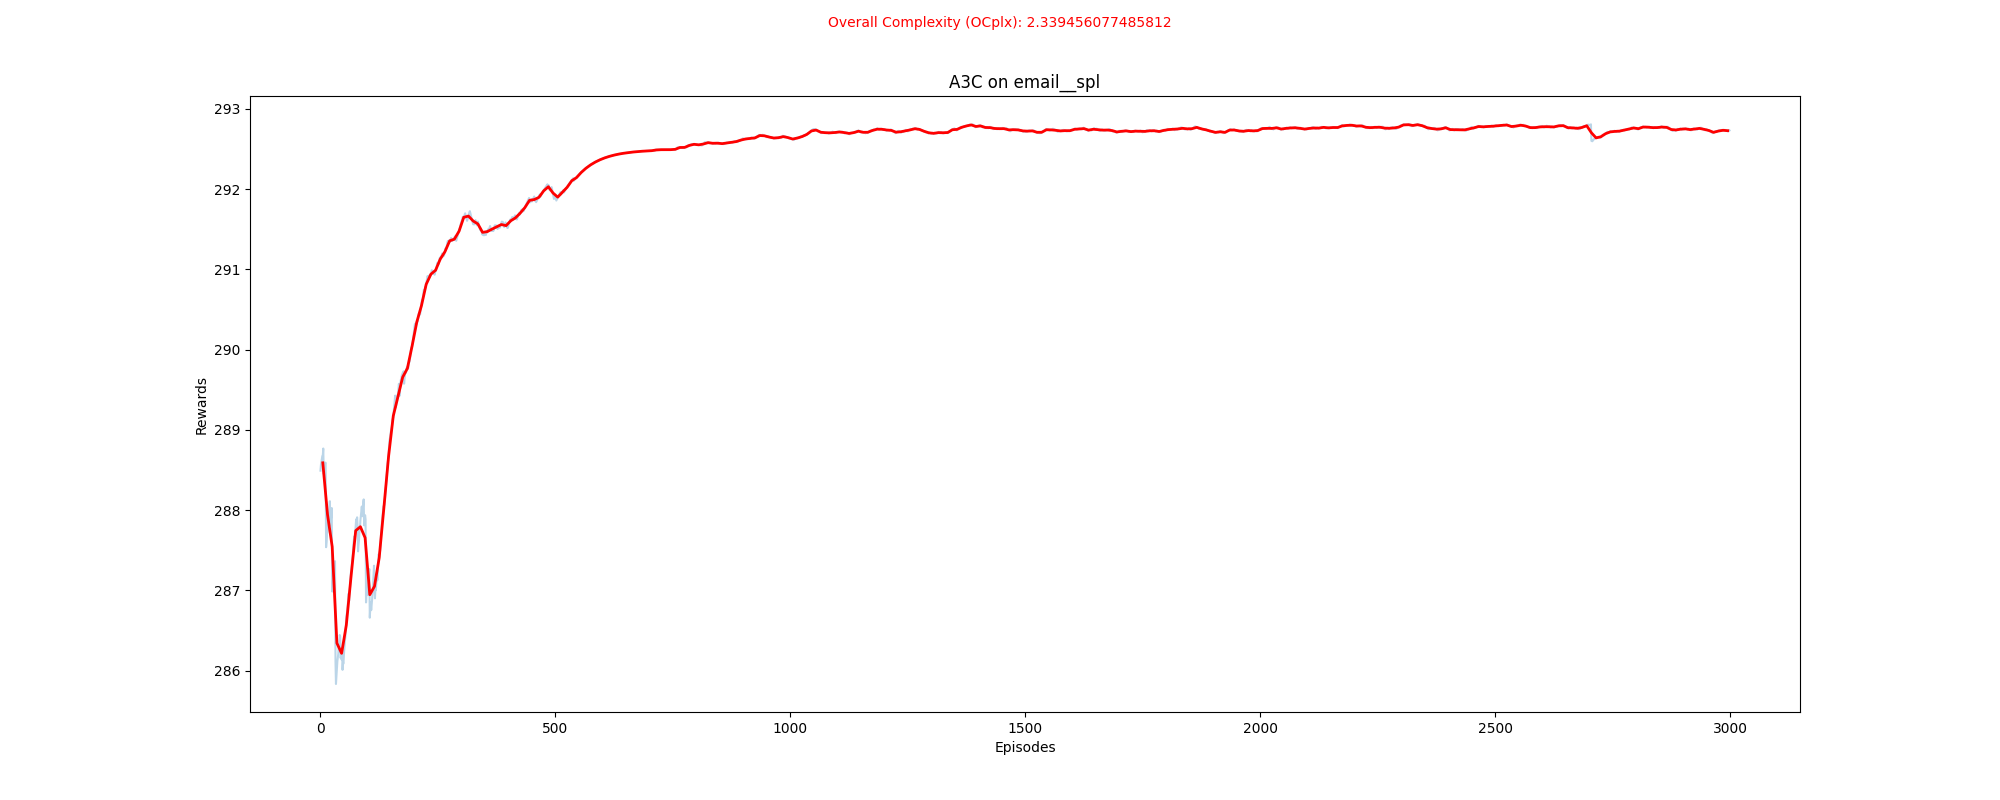 Overall Complexity (OCplx): 2.339456077485812
A3C on email__spl
293
292
291
290
289
288
287
286
Rewards
0 500 1000 1500 2000 2500 3000
Episodes